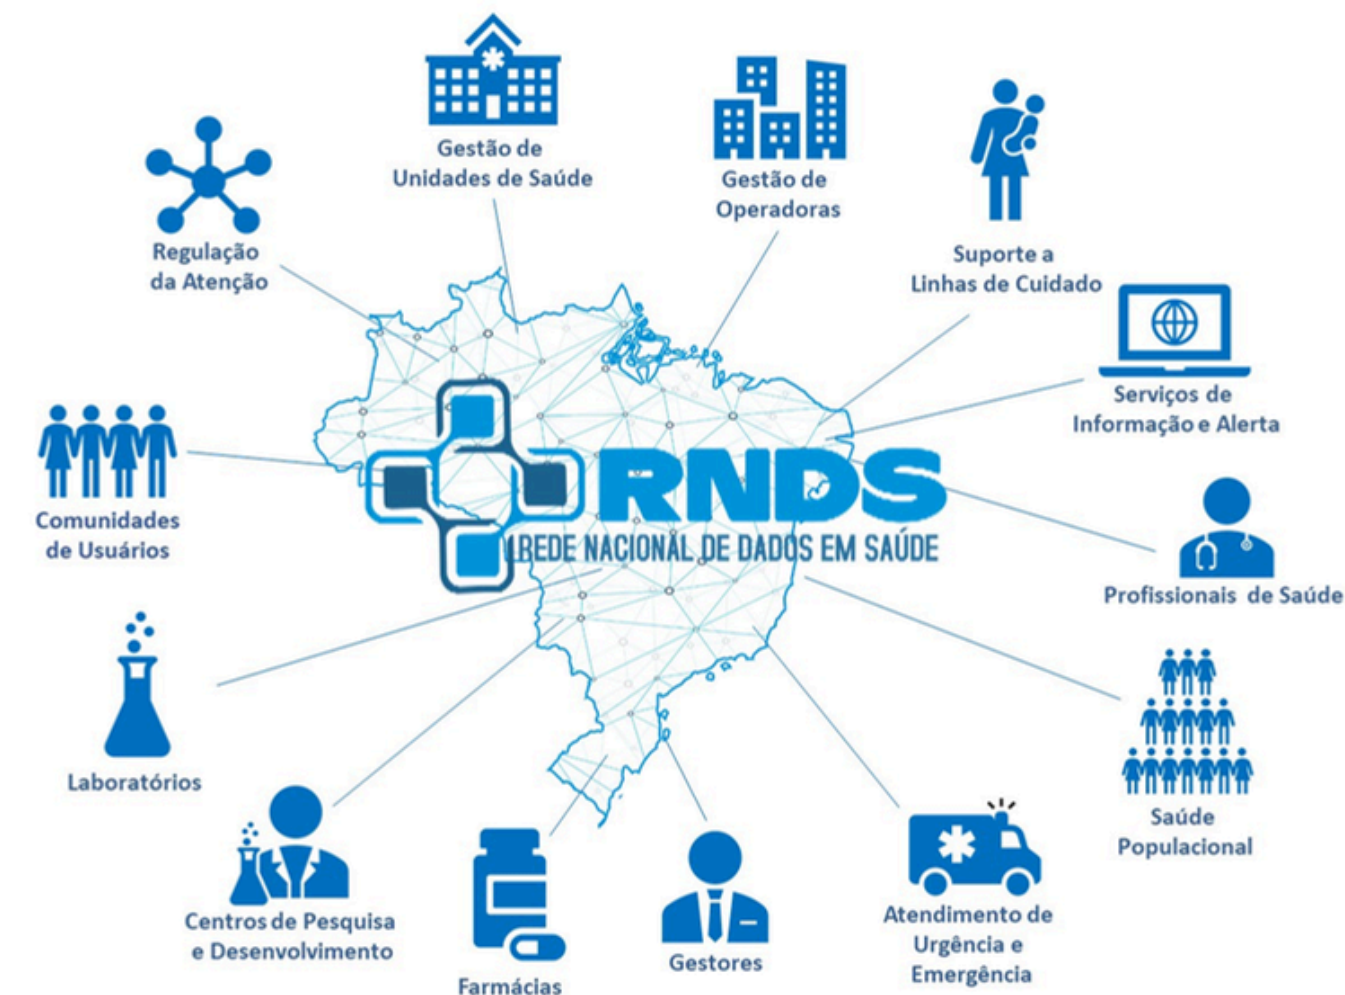 Gestão de
Unidades de Saúde
Gestão de
Operadoras
Regulação
da Atenção
Suporte a
Linhas de Cuidado
Serviços de
Informação e Alerta
Comunidades
de Usuários
RNDS
REDE NACIONAL DE DADOS EM SAÚDE
Profissionais de Saúde
Laboratórios
Saúde
Populacional
Centros de Pesquisa
e Desenvolvimento
Farmácias
Gestores
Atendimento de
Urgência e
Emergência